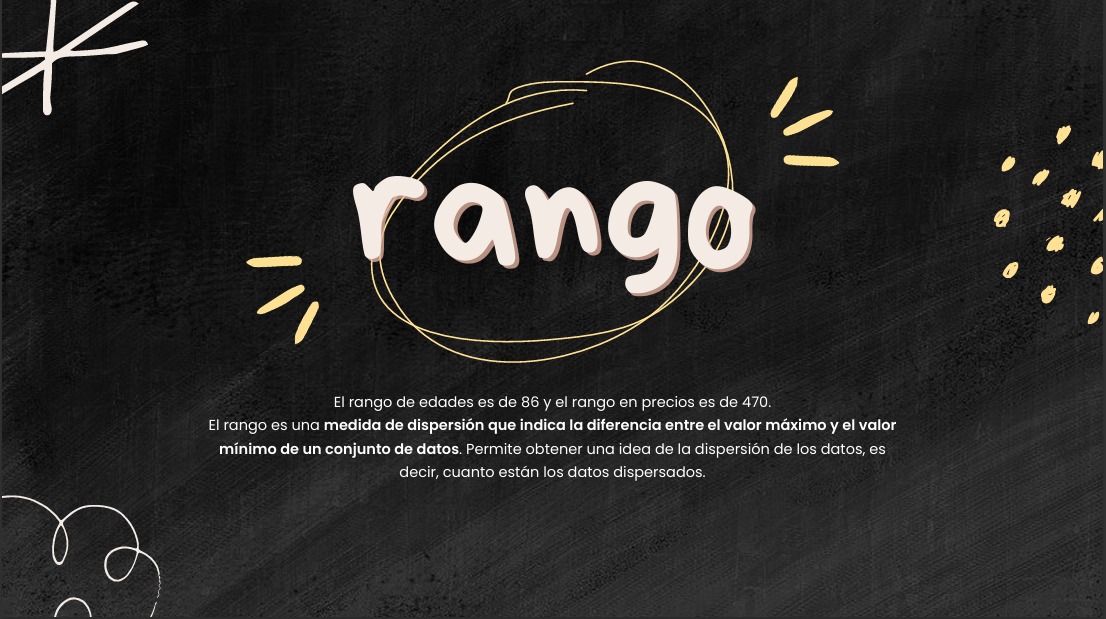 rango
El rango de edades es de 86 y el rango en precios es de 470.
El rango es una medida de dispersión que indica la diferencia entre el valor máximo y el valor
mínimo de un conjunto de datos. Permite obtener una idea de la dispersión de los datos, es
decir, cuanto están los datos dispersados.